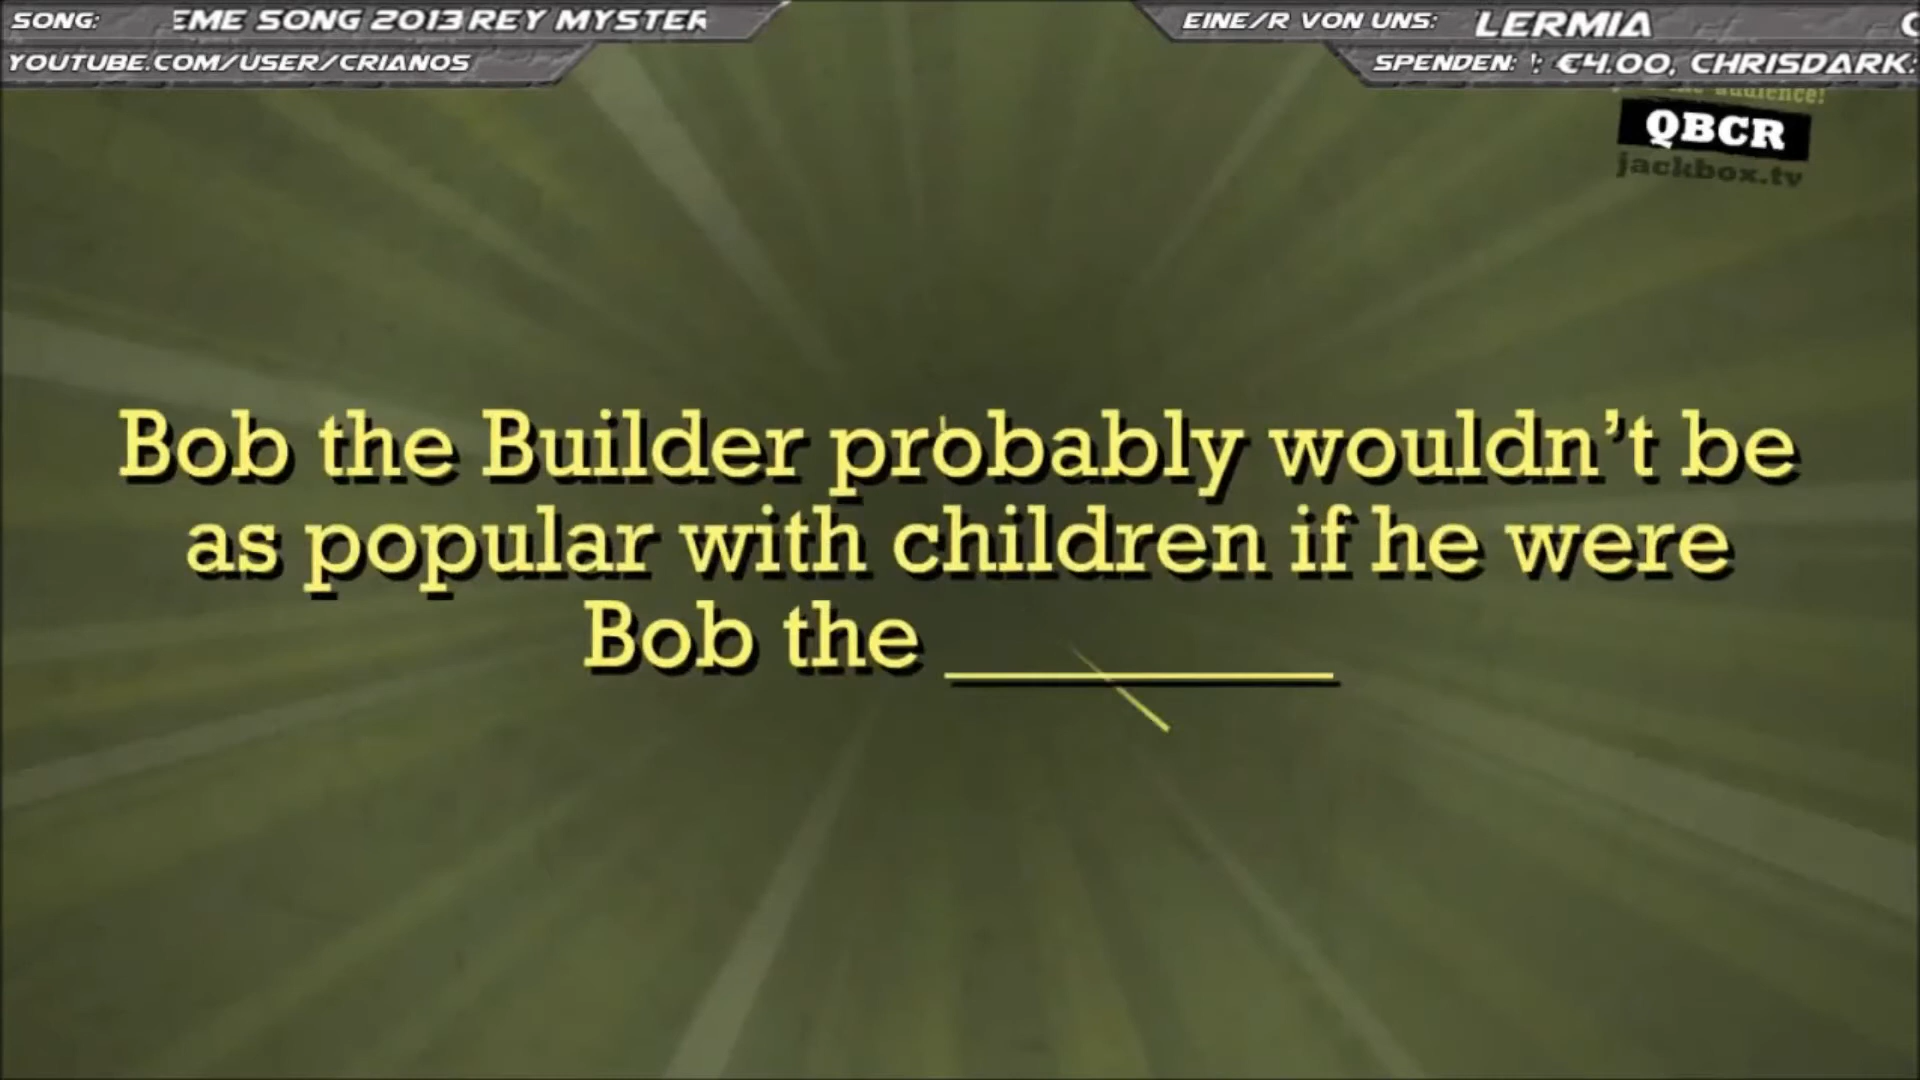 SONG: EME SONG 2013 REY MYSTER
YOUTUBE.COM/USER/CRIANOS
EINE/R VON UNS: LERMIA
SPENDEN: : €4.00, CHRISDARK:
audience!
QBCR
jackbox.tv
Bob the Builder probably wouldn't be
as popular with children if he were
Bob the ________